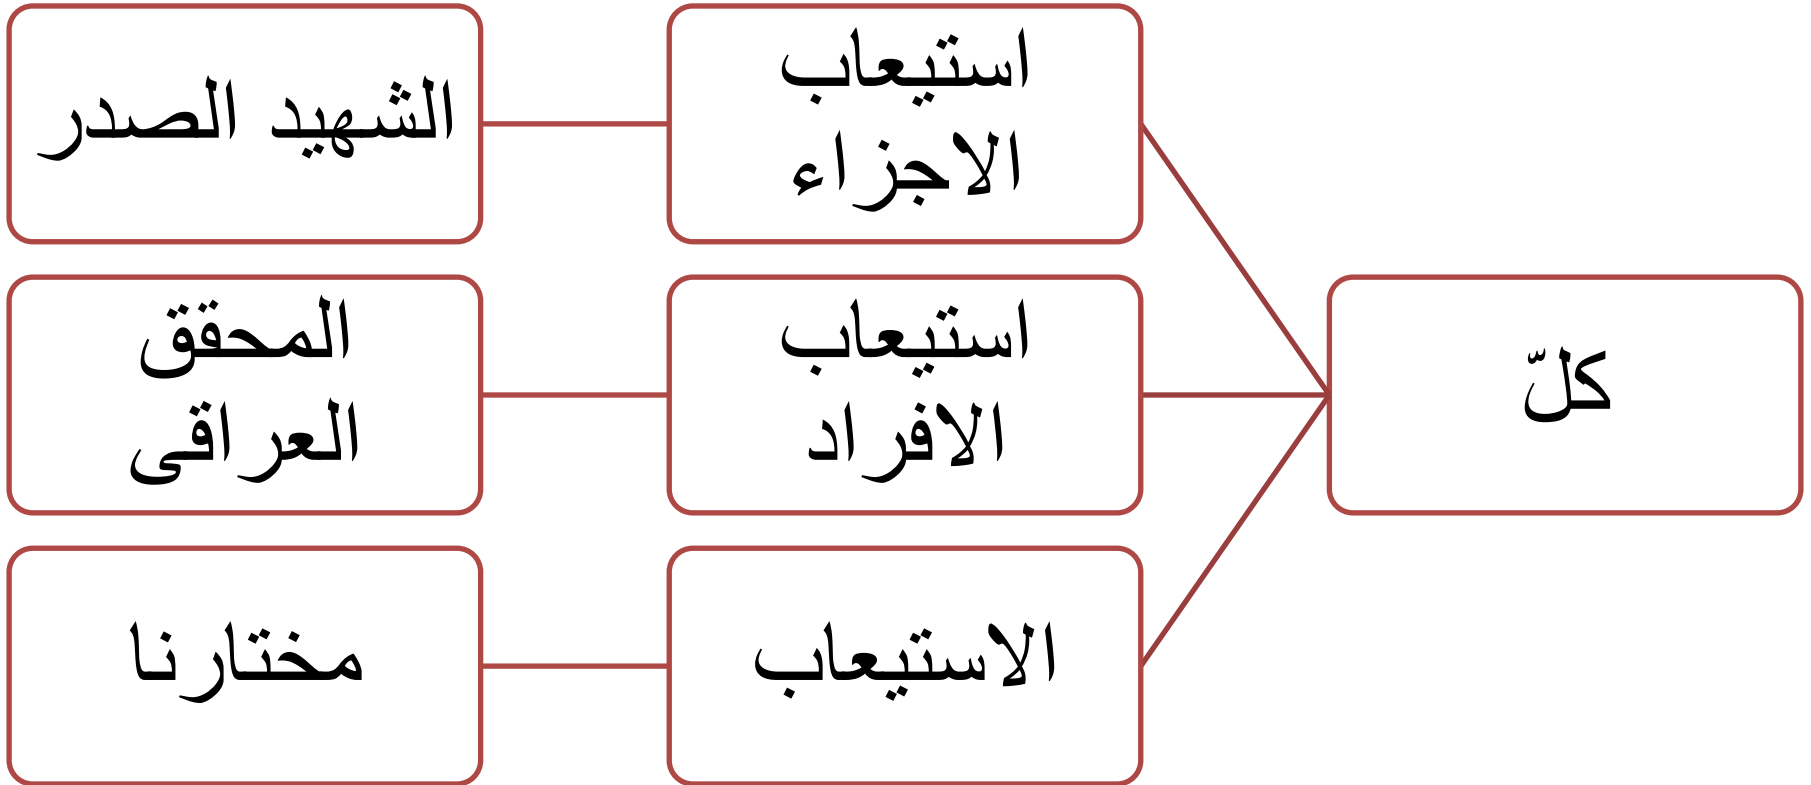 كلّ
استيعاب
الاجزاء
الشهيد الصدر
استيعاب
الافراد
المحقق
العراقى
الاستيعاب
مختارنا